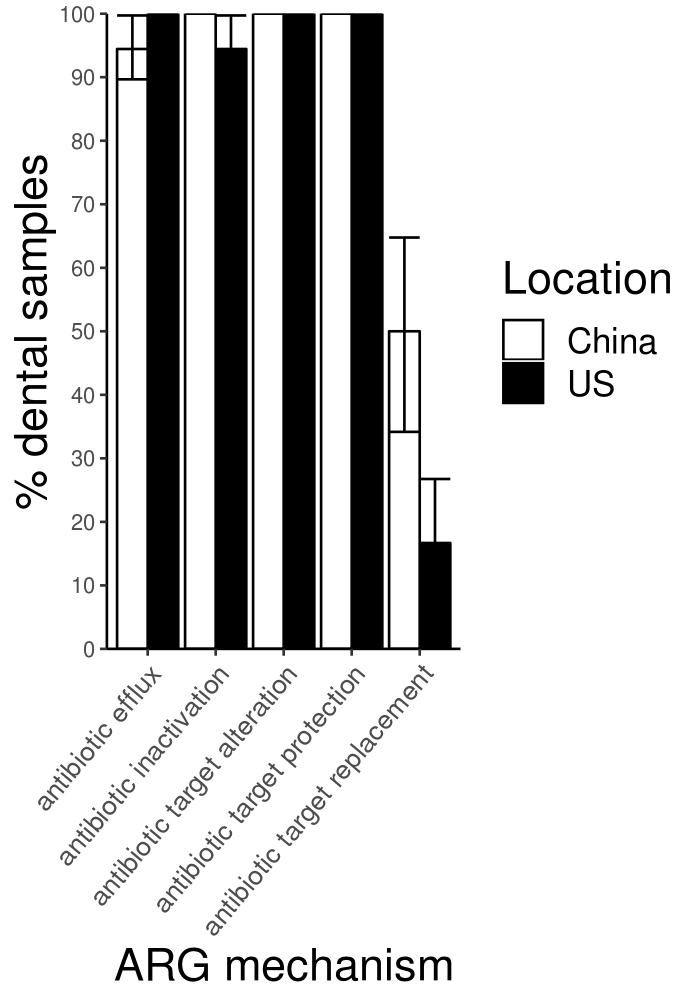 100
90
80
70
60
50
40
30
20
10
0
% dental samples
antibiotic efflux
antibiotic inactivation
antibiotic target alteration
antibiotic target protection
antibiotic target replacement
ARG mechanism
Location
China
US